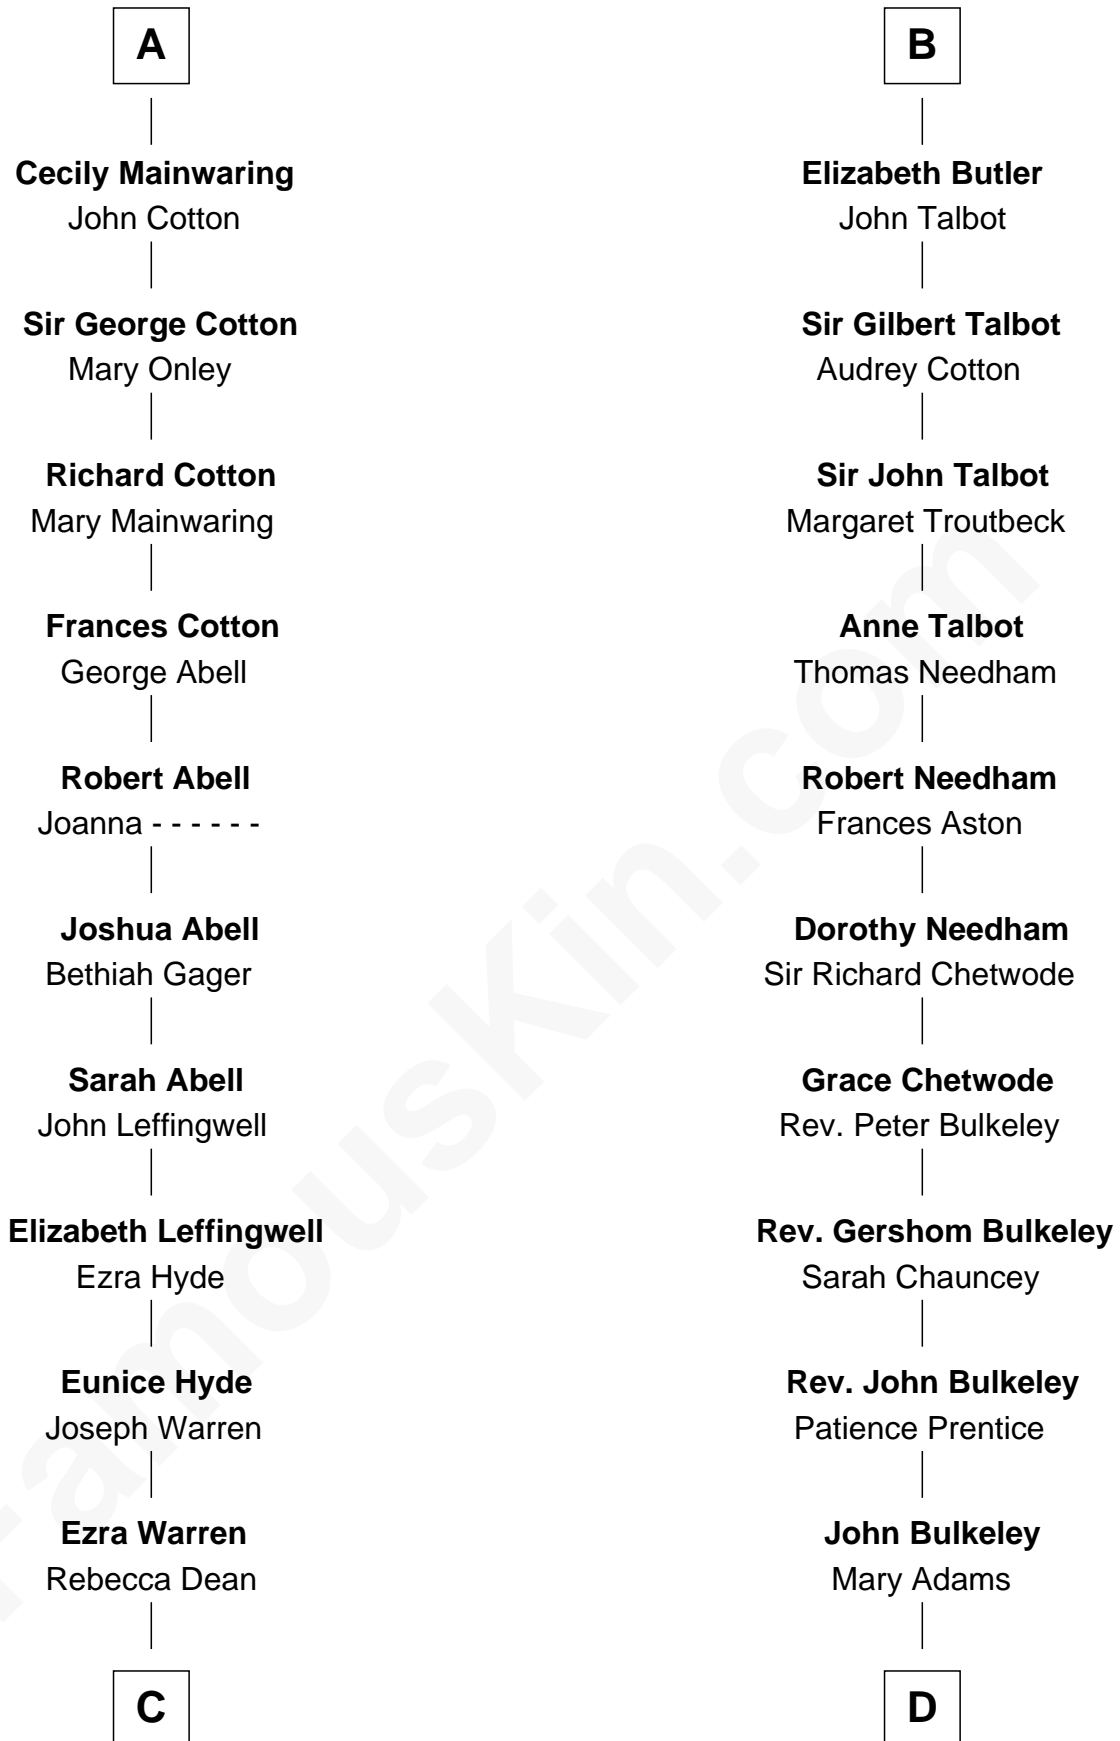 A
Cecily Mainwaring
John Cotton
Sir George Cotton
Mary Onley
Richard Cotton
Mary Mainwaring
Frances Cotton
George Abell
Robert Abell
Joanna - - - - - -
Joshua Abell
Bethiah Gager
Sarah Abell
John Leffingwell
Elizabeth Leffingwell
Ezra Hyde
Eunice Hyde
Joseph Warren
Ezra Warren
Rebecca Dean
C
B
Elizabeth Butler
John Talbot
Sir Gilbert Talbot
Audrey Cotton
Sir John Talbot
Margaret Troutbeck
Anne Talbot
Thomas Needham
Robert Needham
Frances Aston
Dorothy Needham
Sir Richard Chetwode
Grace Chetwode
Rev. Peter Bulkeley
Rev. Gershom Bulkeley
Sarah Chauncey
Rev. John Bulkeley
Patience Prentice
John Bulkeley
Mary Adams
D
FamousKin.com